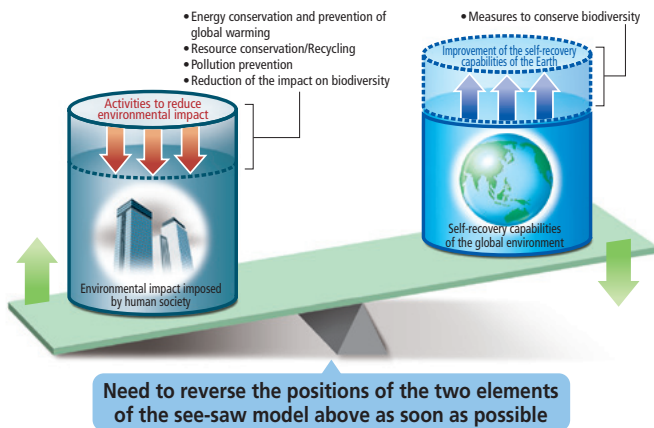 • Energy conservation and prevention of
global warming
• Resource conservation/Recycling
• Pollution prevention
• Reduction of the impact on biodiversity
• Measures to conserve biodiversity
Activities to reduce
environmental impact
Improvement of the self-recovery
capabilities of the Earth
Environmental impact imposed
by human society
Self-recovery capabilities
of the global environment
Need to reverse the positions of the two elements
of the see-saw model above as soon as possible